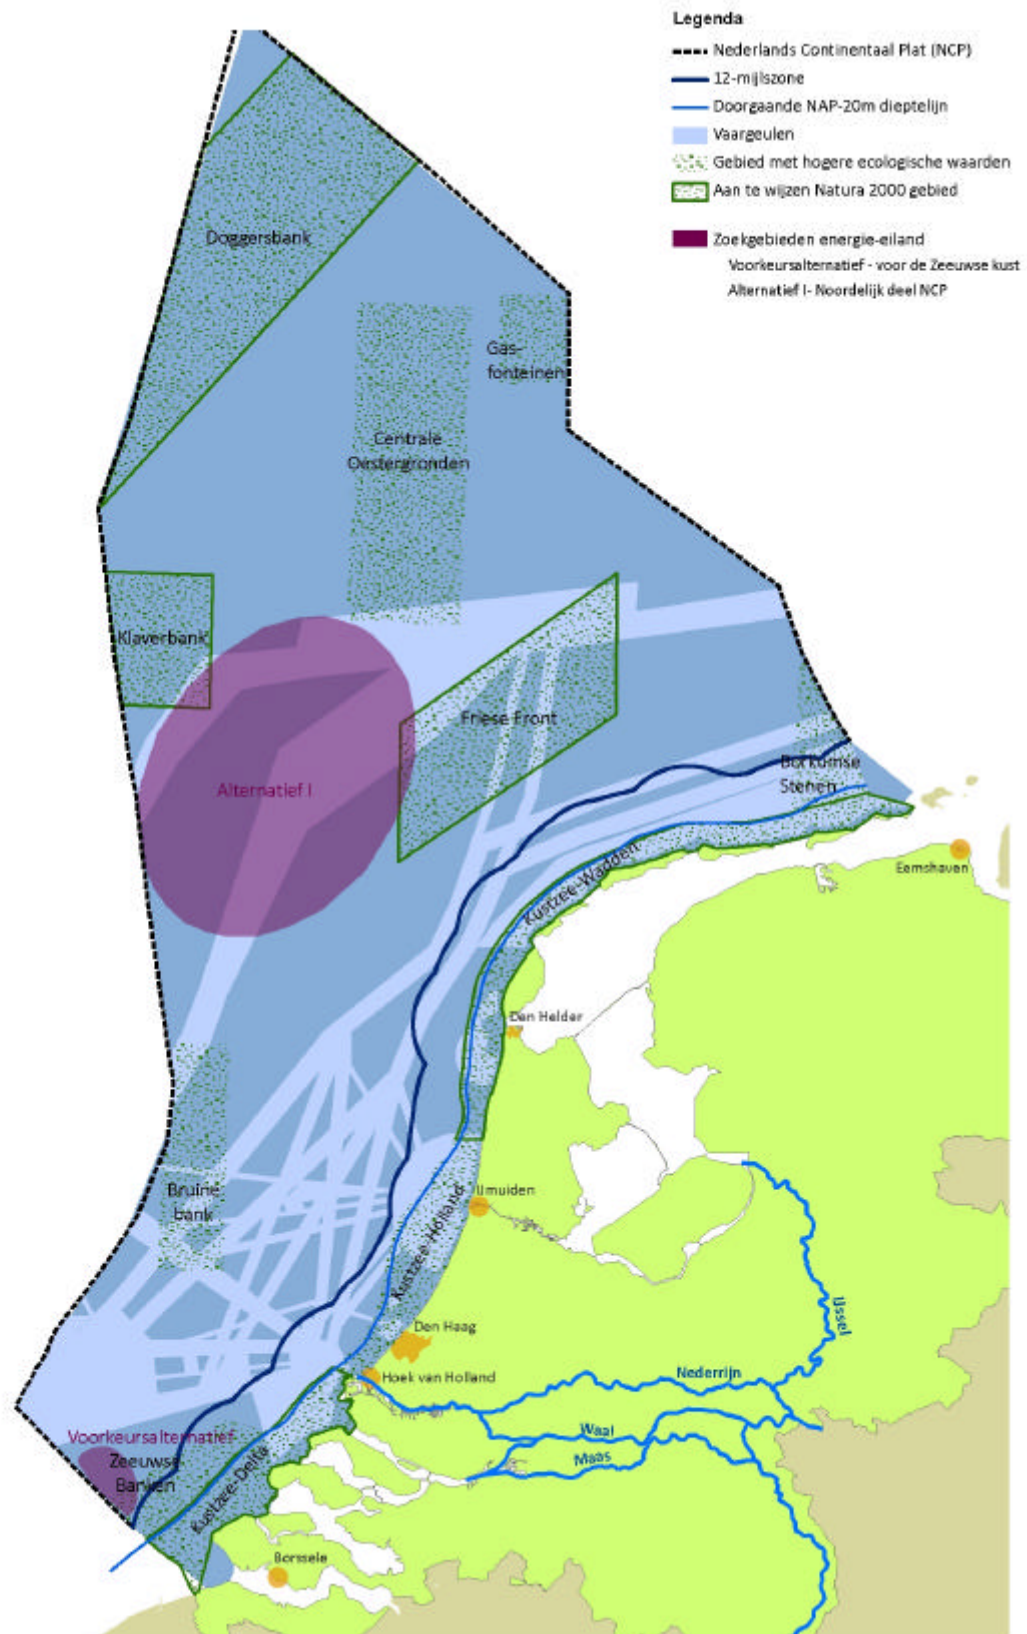 Legenda
Nederlands Continentaal Plat (NCP)
12-mijlszone
Doorgaande NAP-20m dieptelijn
Vaargeulen
Gebied met hogere ecologische waarden
Aan te wijzen Natura 2000 gebied
Zoekgebieden energie-eiland
Voorkeursalternatief - voor de Zeeuwse kust
Alternatief I- Noordelijk deel NCP
Doggersbank
Gas-
fonteinen
Centrale
Oestergronden
Klaverbank
Friese Front
Alternatief I
Borkumse
Stenen
Eemshaven
Kustzee-Wadden
Den Helder
Bruine
bank
IJmuiden
Kustzee-Holland
Den Haag
IJssel
Hoek van Holland
Nederrijn
Voorkeursalternatief
Zeeuwse
Banken
Waal
Maas
Kustzee-Delta
Borssele